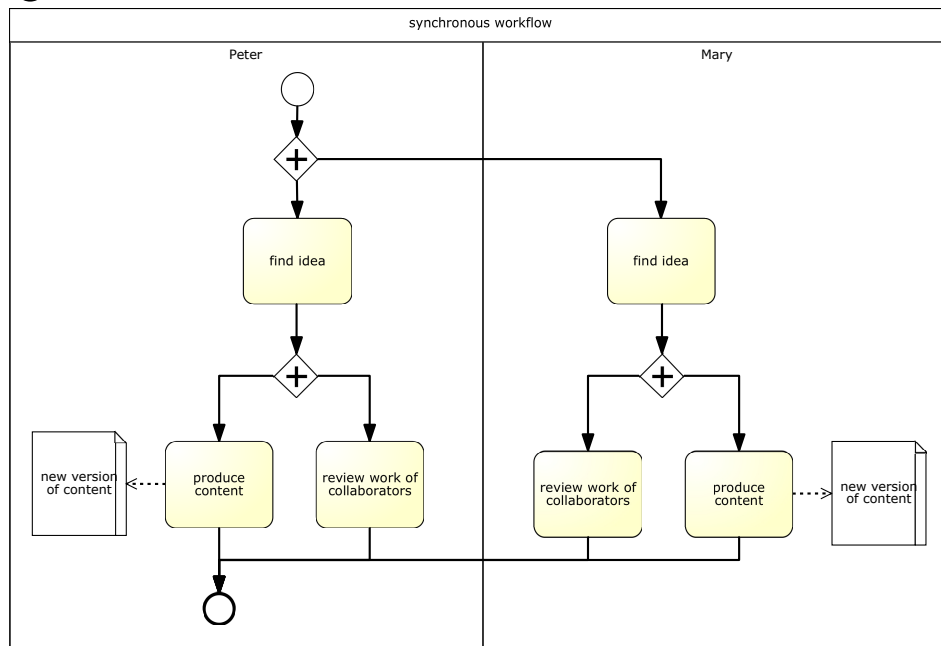 synchronous workflow
Peter
Mary
find idea
find idea
new version
of content
produce
content
review work of
collaborators
review work of
collaborators
produce
content
new version
of content